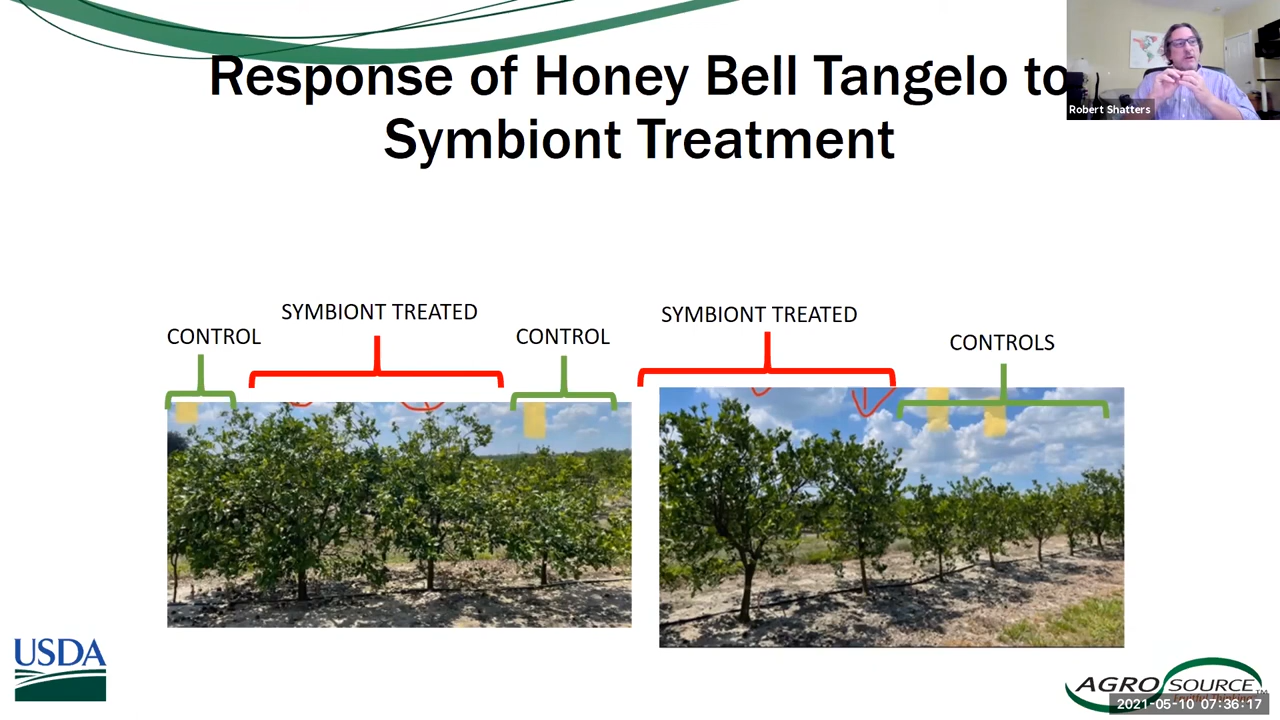 Response of Honey Bell Tangelo to
Symbiont Treatment
Robert Shatters
SYMBIONT TREATED
CONTROL
CONTROL
SYMBIONT TREATED
CONTROLS
USDA
AGRO SOURCE
2021-05-10 07:36:17